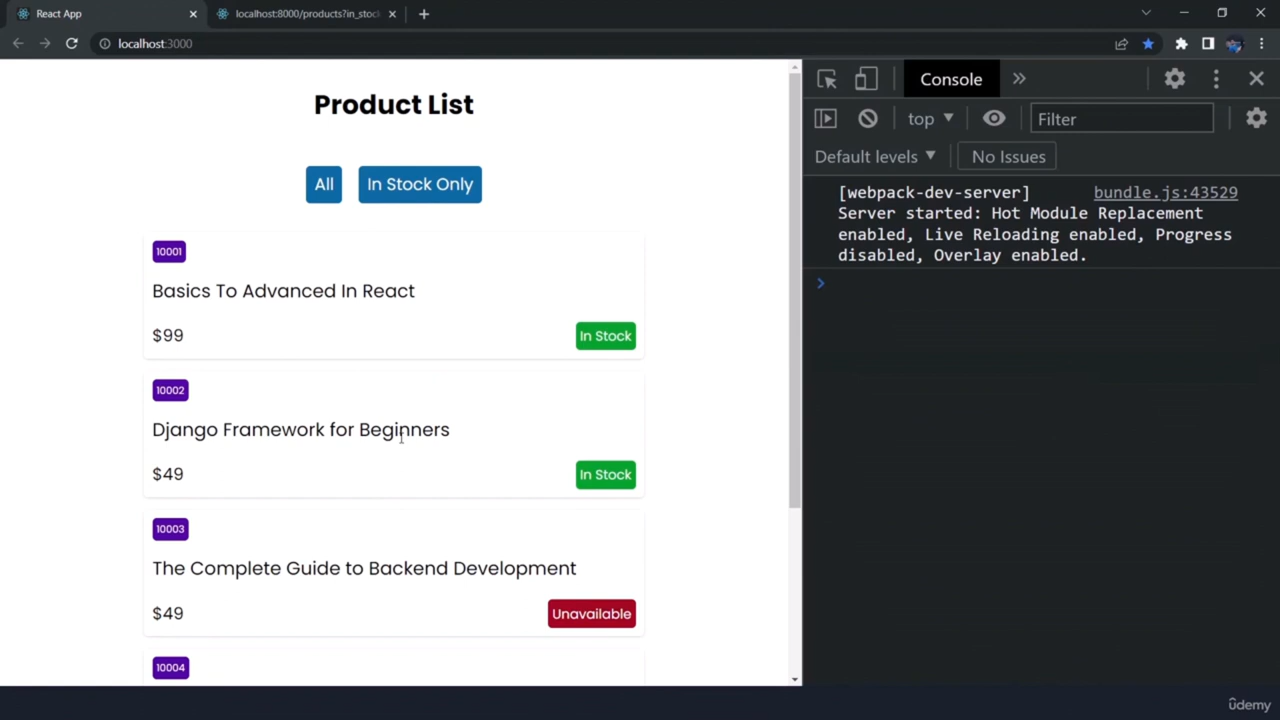 React App
localhost:8000/products?in_stoc
localhost:3000
Product List
All
In Stock Only
10001
Basics To Advanced In React
$99
In Stock
10002
Django Framework for Beginners
$49
In Stock
10003
The Complete Guide to Backend Development
$49
Unavailable
10004
Console
top
Filter
Default levels
No Issues
[webpack-dev-server] bundle.js:43529
Server started: Hot Module Replacement
enabled, Live Reloading enabled, Progress
disabled, Overlay enabled.
ûdemy